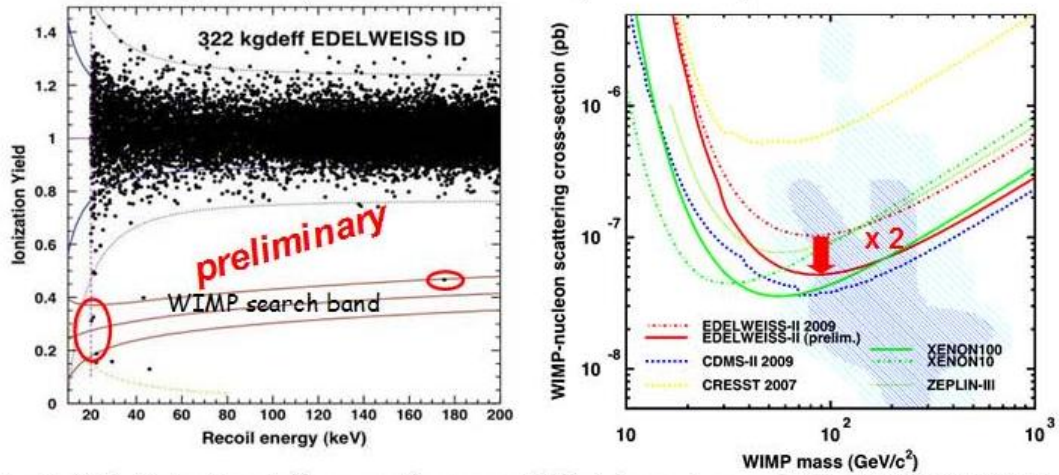 322 kgdeff EDELWEISS ID
Ionization Yield
1.4
1.2
1
0.8
0.6
0.4
0.2
0
preliminary
WIMP search band
20 40 60 80 100 120 140 160 180 200
Recoil energy (keV)
WIMP-nucleon scattering cross-section (pb)
10-6
10-7
10-8
x 2
EDELWEISS-II 2009
EDELWEISS-II (prelim.)
CDMS-II 2009
CRESST 2007
XENON100
XENON10
ZEPLIN-III
10 10² 10³
WIMP mass (GeV/c²)